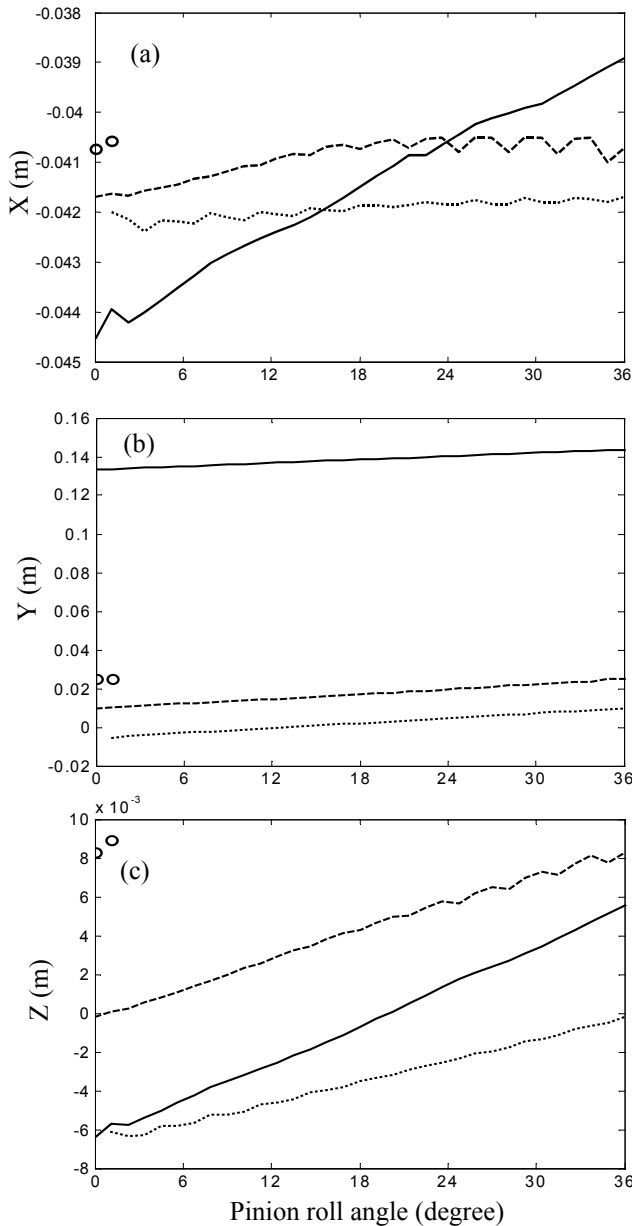 -0.038
(a)
-0.039
-0.04
-0.041
X (m)
-0.042
-0.043
-0.044
-0.045
0 6 12 18 24 30 36
0.16
(b)
0.14
0.12
0.1
0.08
Y (m)
0.06
0.04
0.02
0
-0.02
0 6 12 18 24 30 36
x 10 -3
10
8
(c)
6
4
2
Z (m)
0
-2
-4
-6
-8
0 6 12 18 24 30 36
Pinion roll angle (degree)